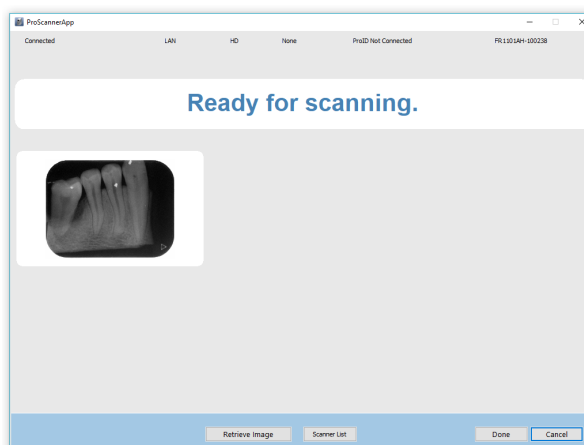 ProScannerApp
Connected LAN HD None ProID Not Connected FR1101AH-100238
Ready for scanning.
Retrieve Image Scanner List Done Cancel